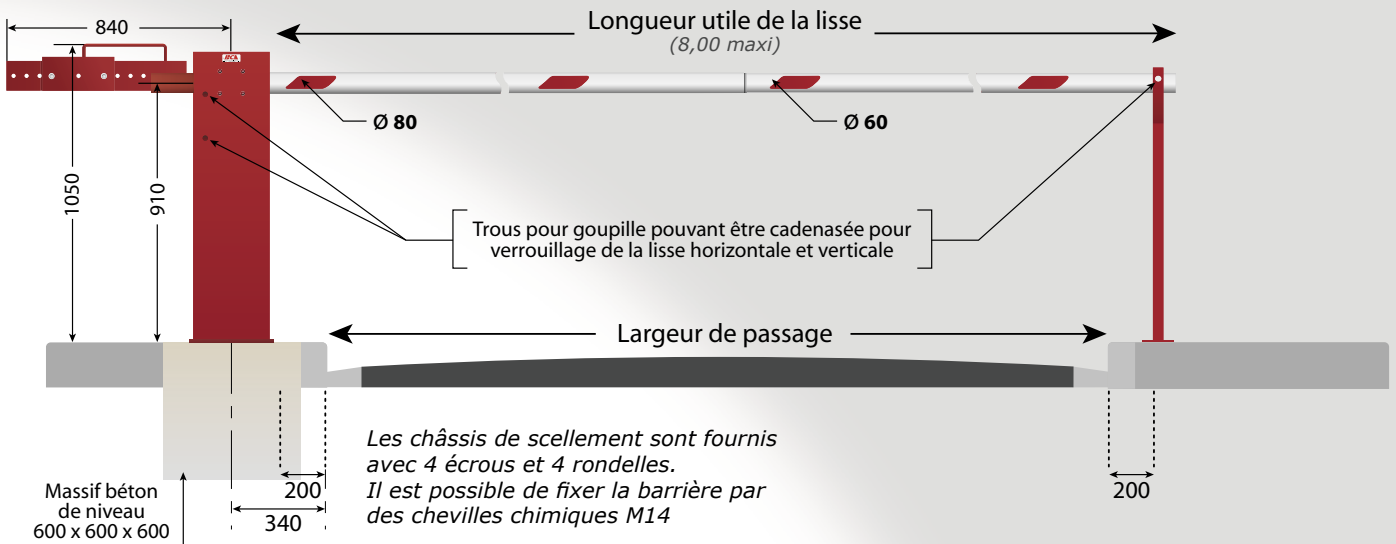 840
Longueur utile de la lisse
(8,00 maxi)
Ø 80
Ø 60
1050
910
Trous pour goupille pouvant être cadenasée pour
verrouillage de la lisse horizontale et verticale
Largeur de passage
Les châssis de scellement sont fournis
avec 4 écrous et 4 rondelles.
Il est possible de fixer la barrière par
des chevilles chimiques M14
200
340
200
Massif béton
de niveau
600 x 600 x 600